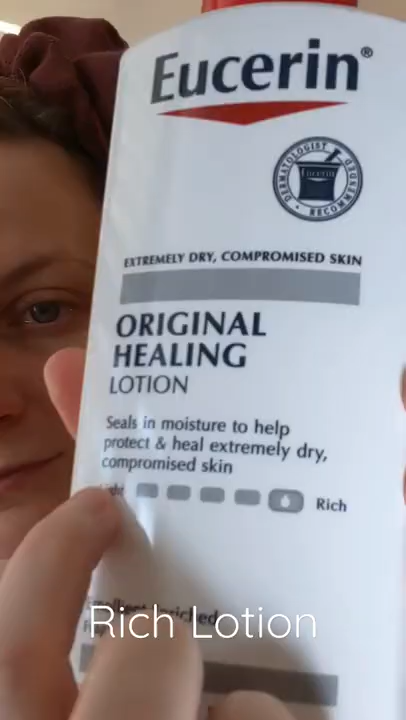 Eucerin®
DERMATOLOGIST RECOMMENDED
Eucerin
EXTREMELY DRY, COMPROMISED SKIN
ORIGINAL
HEALING
LOTION
Seals in moisture to help
protect & heal extremely dry,
compromised skin
Rich
Rich Lotion